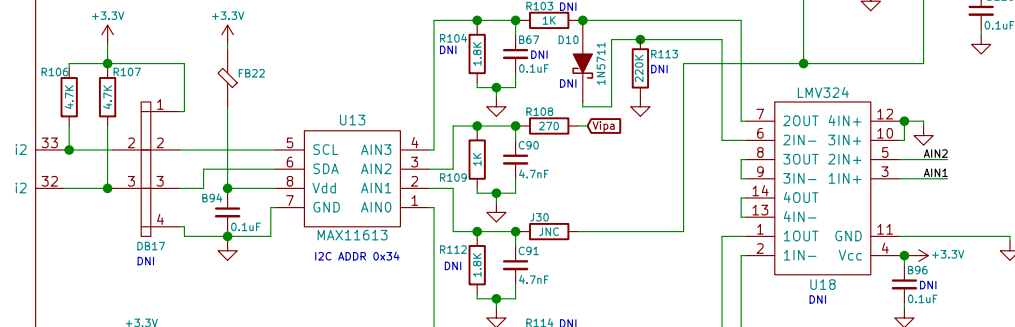 +3.3V
+3.3V
R106
R107
4.7K
4.7K
FB22
1
33
i2
2
2
32
i2
3
3
4
DB17
DNI
B94
0.1uF
+3.3V
U13
5 SCL AIN3 4
6 SDA AIN2 3
8 Vdd AIN1 2
7 GND AIN0 1
MAX11613
I2C ADDR 0x34
R103 DNI
1K
R104
DNI
1.8K
B67
DNI
0.1uF
D10
1N5711
DNI
R113
220K
DNI
R108
270
Vipa
1K
R109
C90
4.7nF
J30
JNC
R112
DNI
1.8K
C91
4.7nF
R114 DNI
0.1uF
LMV324
7 2OUT 4IN+ 12
6 2IN- 3IN+ 10
8 3OUT 2IN+ 5 AIN2
9 3IN- 1IN+ 3 AIN1
14 4OUT
13 4IN-
1 1OUT GND 11
2 1IN- Vcc 4 +3.3V
U18
DNI
B96
DNI
0.1uF